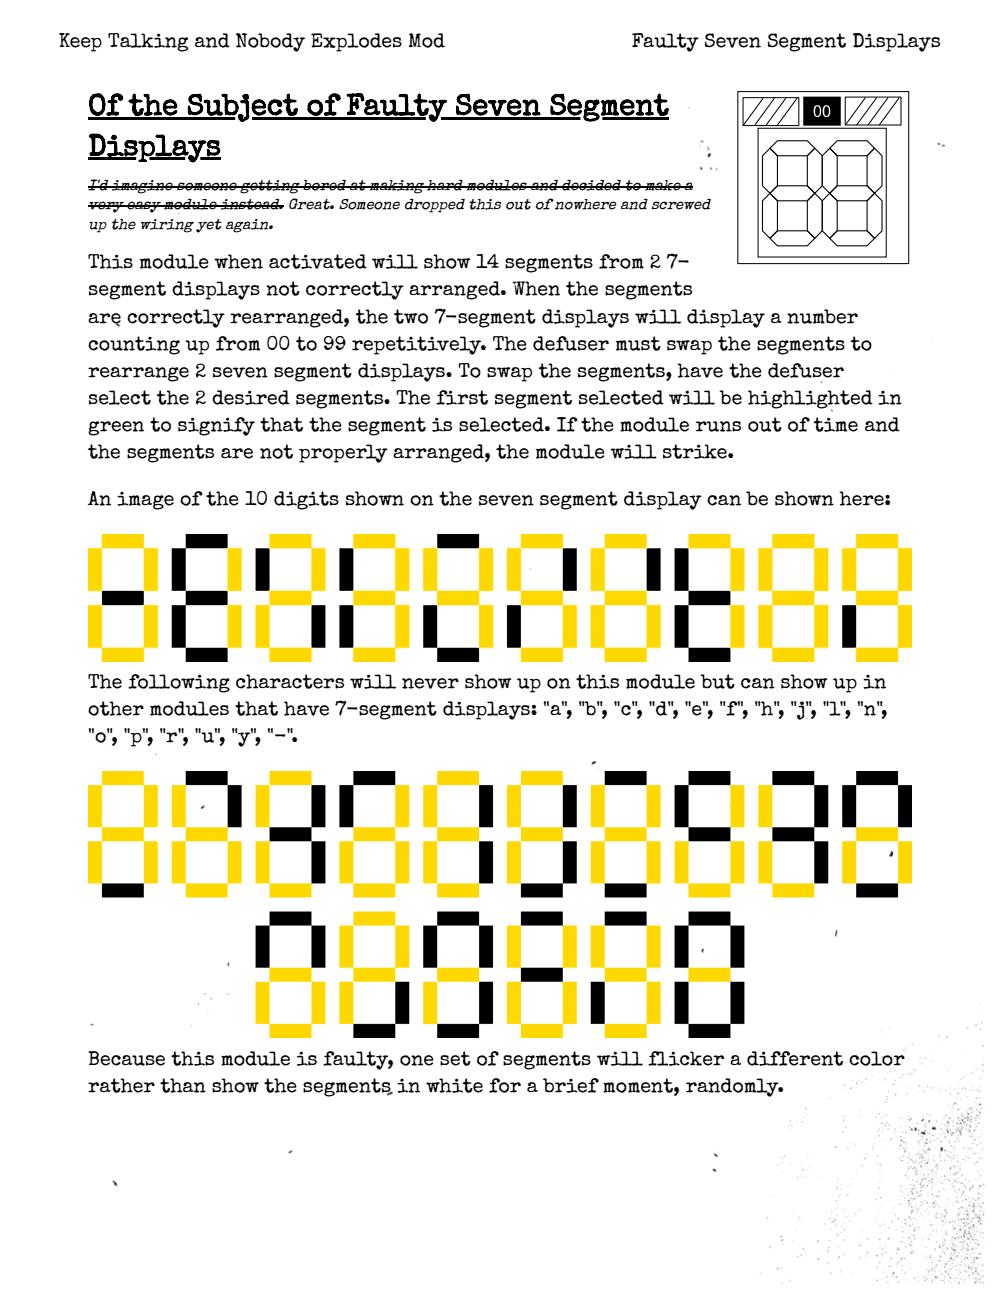 Keep Talking and Nobody Explodes Mod
Faulty Seven Segment Displays
Of the Subject of Faulty Seven Segment
Displays
00
I'd imagine someone getting bored at making hard modules and decided to make a
very easy module instead. Great. Someone dropped this out of nowhere and screwed
up the wiring yet again.
This module when activated will show 14 segments from 2 7-
segment displays not correctly arranged. When the segments
are correctly rearranged, the two 7-segment displays will display a number
counting up from 00 to 99 repetitively. The defuser must swap the segments to
rearrange 2 seven segment displays. To swap the segments, have the defuser
select the 2 desired segments. The first segment selected will be highlighted in
green to signify that the segment is selected. If the module runs out of time and
the segments are not properly arranged, the module will strike.
An image of the 10 digits shown on the seven segment display can be shown here:
The following characters will never show up on this module but can show up in
other modules that have 7-segment displays: "a", "b", "c", "d", "e", "f", "h", "j", "l", "n",
"o", "p", "r", "u", "y", "-".
Because this module is faulty, one set of segments will flicker a different color
rather than show the segments in white for a brief moment, randomly.